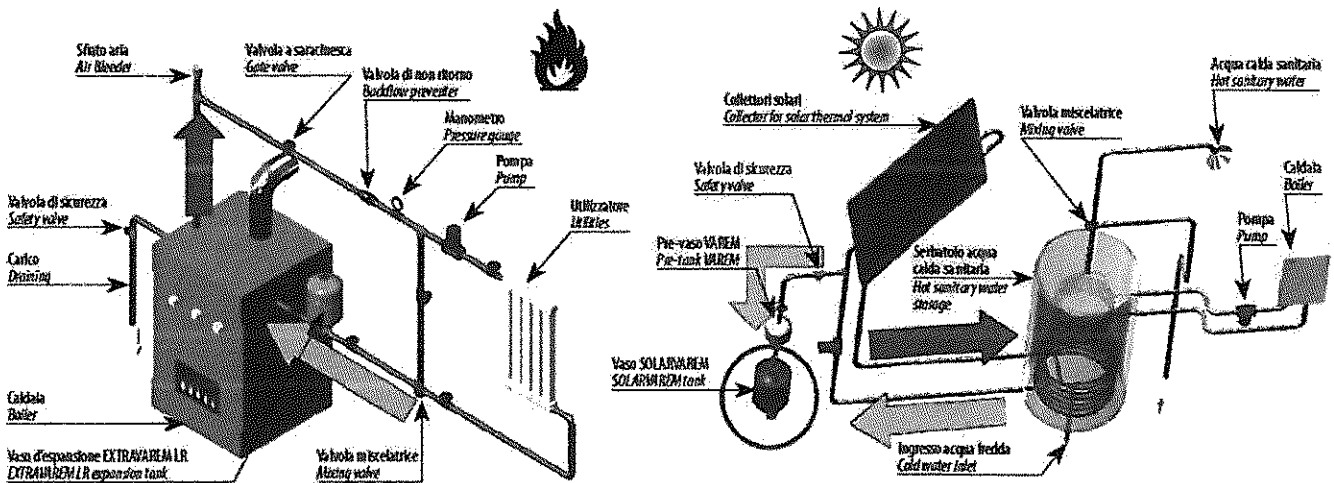 Sfiato aria
Air Bleeder
Valvola a saracinesca
Gate valve
Valvola di non ritorno
Backflow preventer
Manometro
Pressure gauge
Pompa
Pump
Utilizzatore
Utilities
Valvola di sicurezza
Safety valve
Carico
Draining
Caldaia
Boiler
Vaso d'espansione EXTRAVAREM LR
EXTRAVAREM LR expansion tank
Valvola miscelatrice
Mixing valve
Collettori solari
Collector for solar thermal system
Valvola di sicurezza
Safety valve
Pre-vaso VAREM
Pre-tank VAREM
Vaso SOLARVAREM
SOLARVAREM tank
Valvola miscelatrice
Mixing valve
Acqua calda sanitaria
Hot sanitary water
Caldaia
Boiler
Pompa
Pump
Serbatoio acqua
calda sanitaria
Hot sanitary water
storage
Ingresso acqua fredda
Cold water inlet